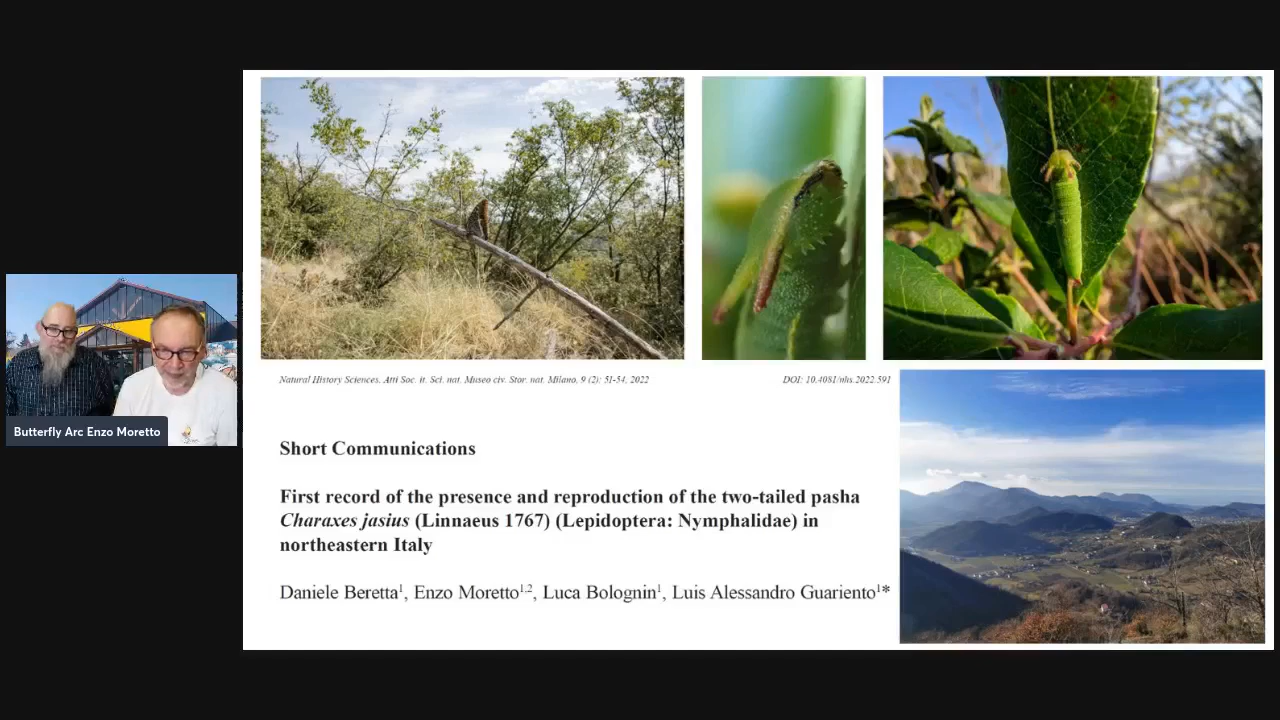 Natural History Sciences. Atti Soc. it. Sci. nat. Museo civ. Stor. nat. Milano, 9 (2): 51-54, 2022
DOI: 10.4081/nhs.2022.591
Butterfly Arc Enzo Moretto
Short Communications
First record of the presence and reproduction of the two-tailed pasha
Charaxes jasius (Linnaeus 1767) (Lepidoptera: Nymphalidae) in
northeastern Italy
Daniele Beretta1, Enzo Moretto1,2, Luca Bolognin1, Luis Alessandro Guariento1*